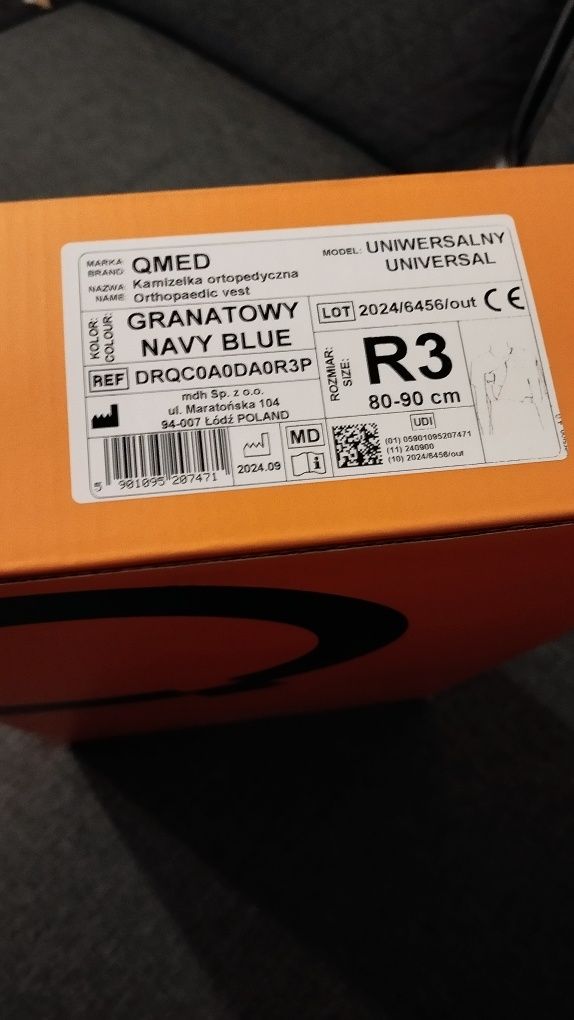 MARKA: QMED
BRAND:
NAZWA: Kamizelka ortopedyczna
NAME: Orthopaedic vest
MODEL: UNIWERSALNY
UNIVERSAL
KOLOR: GRANATOWY
COLOUR: NAVY BLUE
LOT 2024/6456/out CE
REF DRQC0A0DA0R3P
ROZMIAR: R3
SIZE: 80-90 cm
mdh Sp. z o.o.
ul. Maratońska 104
94-007 Łódź POLAND
5 901095 207471
2024.09
MD
i
UDI
(01) 05901095207471
(11) 240900
(10) 2024/6456/out